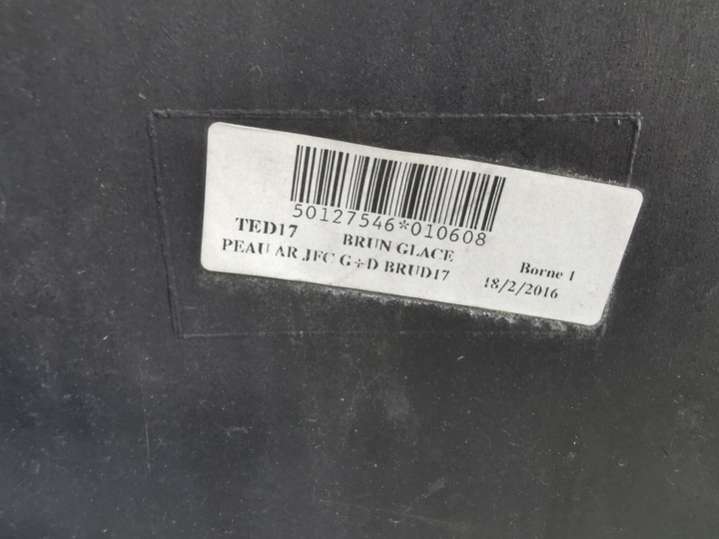 50127546*010608
TED17 BRUN GLACE Borne 1
PEAU AR JFC G+D BRUD17 18/2/2016